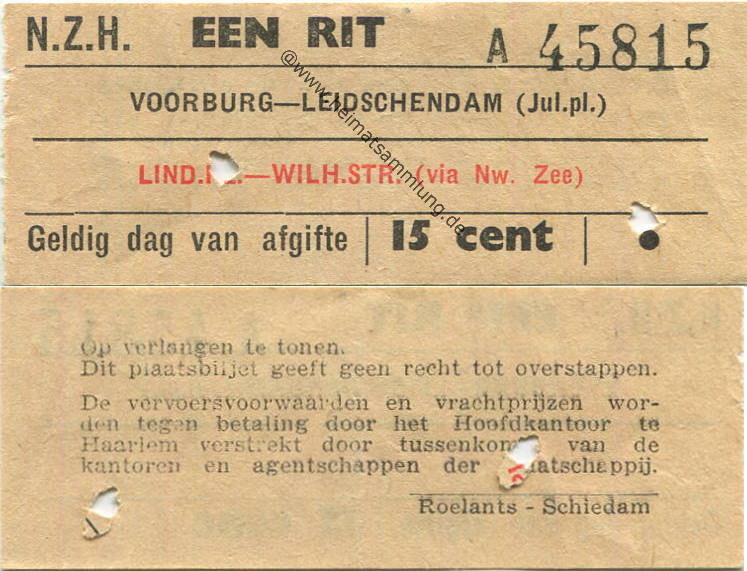 N.Z.H. EEN RIT A 45815
VOORBURG—LEIDSCHENDAM (Jul.pl.)
LIND. —WILH.STR. (via Nw. Zee)
Geldig dag van afgifte | 15 cent | ●
@www.heimatsammlung.de
Op verlangen te tonen.
Dit plaatsbiljet geeft geen recht tot overstappen.
De vervoersvoorwaarden en vrachtprijzen wor-
den tegen betaling door het Hoofdkantoor te
Haarlem verstrekt door tussenkomst van de
kantoren en agentschappen der Maatschappij.
Roelants - Schiedam